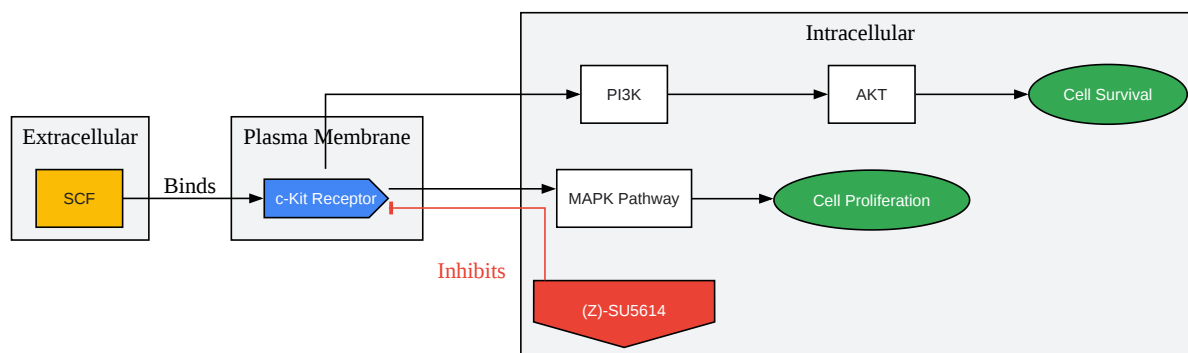 Intracellular
PI3K
AKT
Cell Survival
Extracellular
Plasma Membrane
SCF
Binds
c-Kit Receptor
MAPK Pathway
Cell Proliferation
Inhibits
(Z)-SU5614